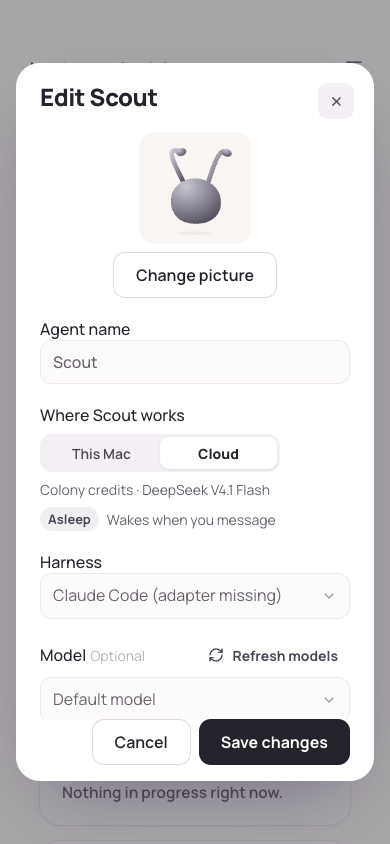 Edit Scout
Change picture
Agent name
Scout
Where Scout works
This Mac
Cloud
Colony credits · DeepSeek V4.1 Flash
Asleep Wakes when you message
Harness
Claude Code (adapter missing)
Model Optional
Refresh models
Default model
Cancel
Save changes
Nothing in progress right now.